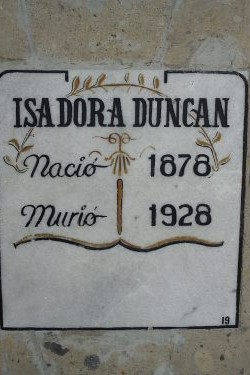 ISADORA DUNCAN
Nació 1878
Murió 1928
19